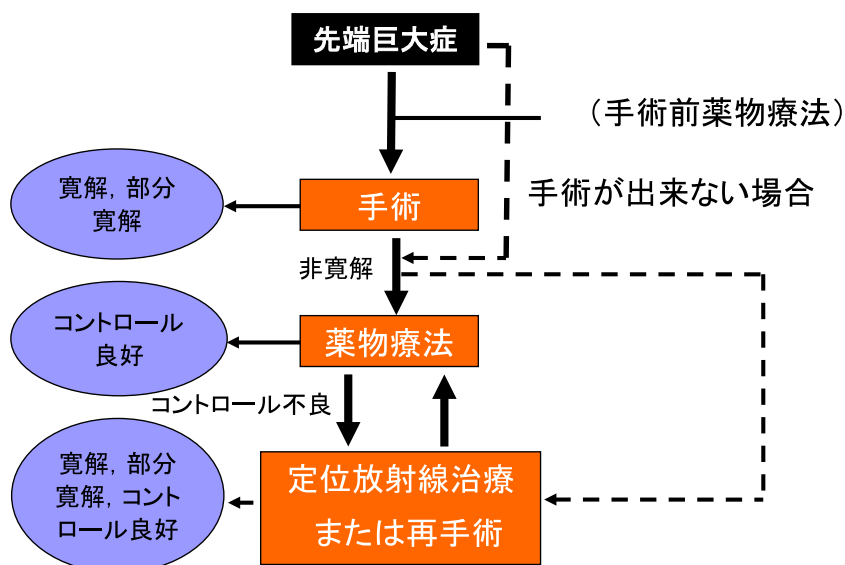 先端巨大症
（手術前薬物療法）
手術
手術が出来ない場合
寛解, 部分
寛解
非寛解
薬物療法
コントロール
良好
コントロール不良
定位放射線治療
または再手術
寛解, 部分
寛解, コント
ロール良好